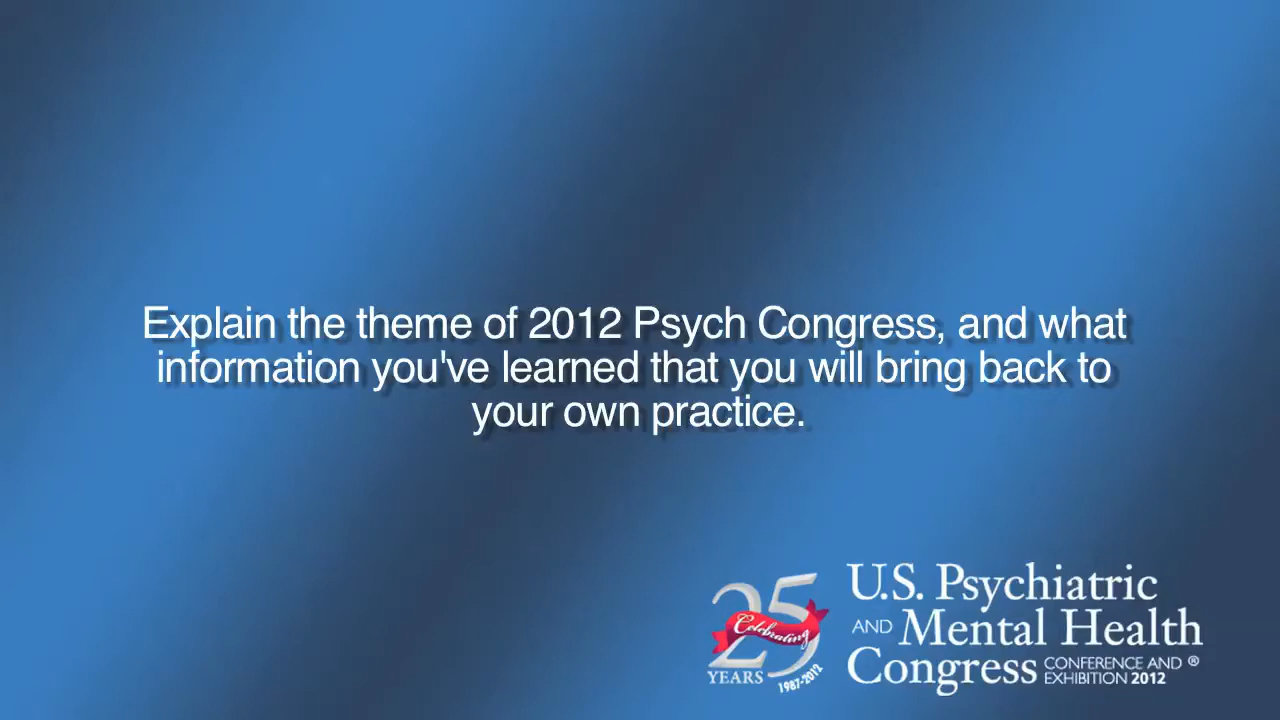 Explain the theme of 2012 Psych Congress, and what
information you've learned that you will bring back to
your own practice.
25
Celebrating
YEARS
1987-2012
U.S. Psychiatric
AND Mental Health
Congress CONFERENCE AND ®
EXHIBITION 2012